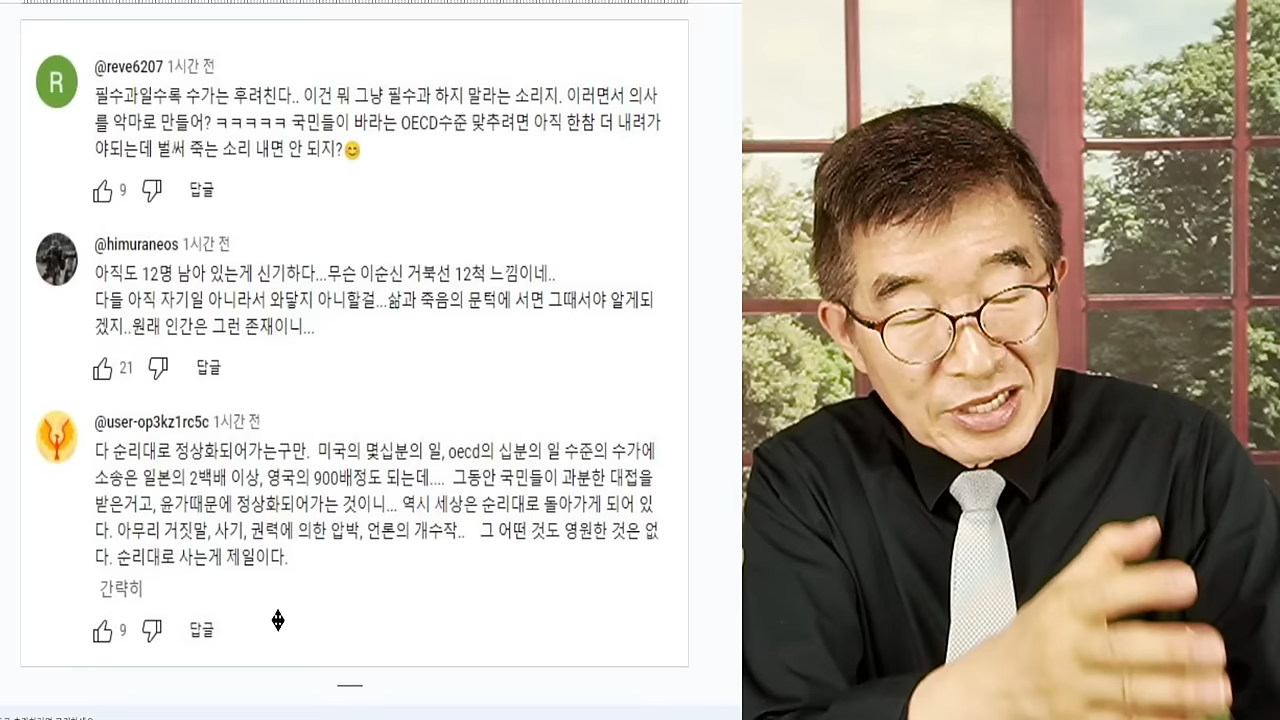 R
@reve6207 1시간 전
필수과일수록 수가는 후려친다.. 이건 뭐 그냥 필수과 하지 말라는 소리지. 이러면서 의사
를 악마로 만들어? ㅋㅋㅋㅋㅋ 국민들이 바라는 OECD수준 맞추려면 아직 한참 더 내려가
야되는데 벌써 죽는 소리 내면 안 되지?😊
9 답글
@himuraneos 1시간 전
아직도 12명 남아 있는게 신기하다...무슨 이순신 거북선 12척 느낌이네..
다들 아직 자기일 아니라서 와닿지 아니할걸...삶과 죽음의 문턱에 서면 그때서야 알게되
겠지..원래 인간은 그런 존재이니...
21 답글
@user-op3kz1rc5c 1시간 전
다 순리대로 정상화되어가는구만. 미국의 몇십분의 일, oecd의 십분의 일 수준의 수가에
소송은 일본의 2백배 이상, 영국의 900배정도 되는데.... 그동안 국민들이 과분한 대접을
받은거고, 윤가때문에 정상화되어가는 것이니... 역시 세상은 순리대로 돌아가게 되어 있
다. 아무리 거짓말, 사기, 권력에 의한 압박, 언론의 개수작.. 그 어떤 것도 영원한 것은 없
다. 순리대로 사는게 제일이다.
간략히
9 답글